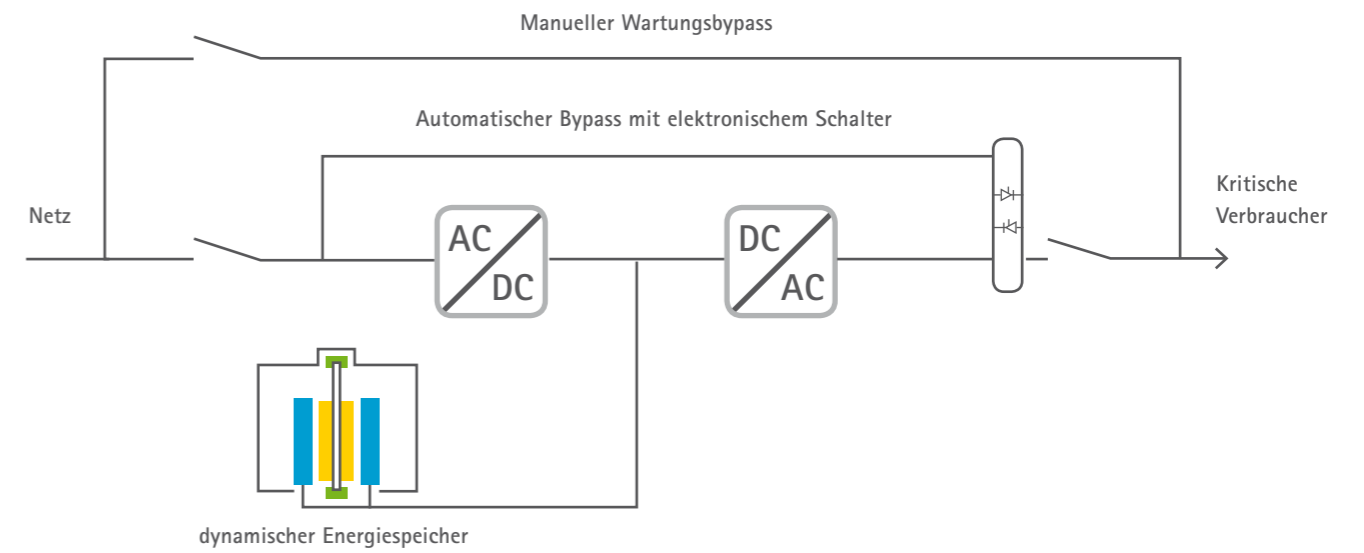 Manueller Wartungsbypass
Automatischer Bypass mit elektronischem Schalter
Netz
Kritische
Verbraucher
AC
DC
DC
AC
dynamischer Energiespeicher